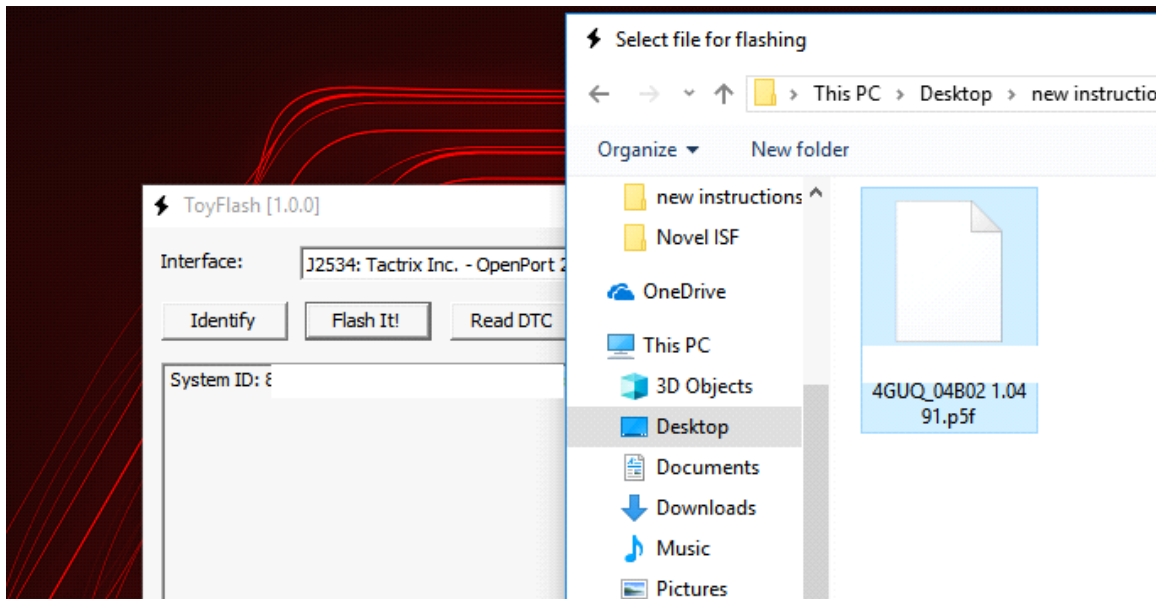 ToyFlash [1.0.0]
Interface:
J2534: Tactrix Inc. - OpenPort
Identify
Flash It!
Read DTC
System ID: 8
Select file for flashing
This PC > Desktop > new instructio
Organize
New folder
new instructions
Novel ISF
OneDrive
This PC
3D Objects
Desktop
Documents
Downloads
Music
Pictures
4GUQ_04B02 1.04
91.p5f